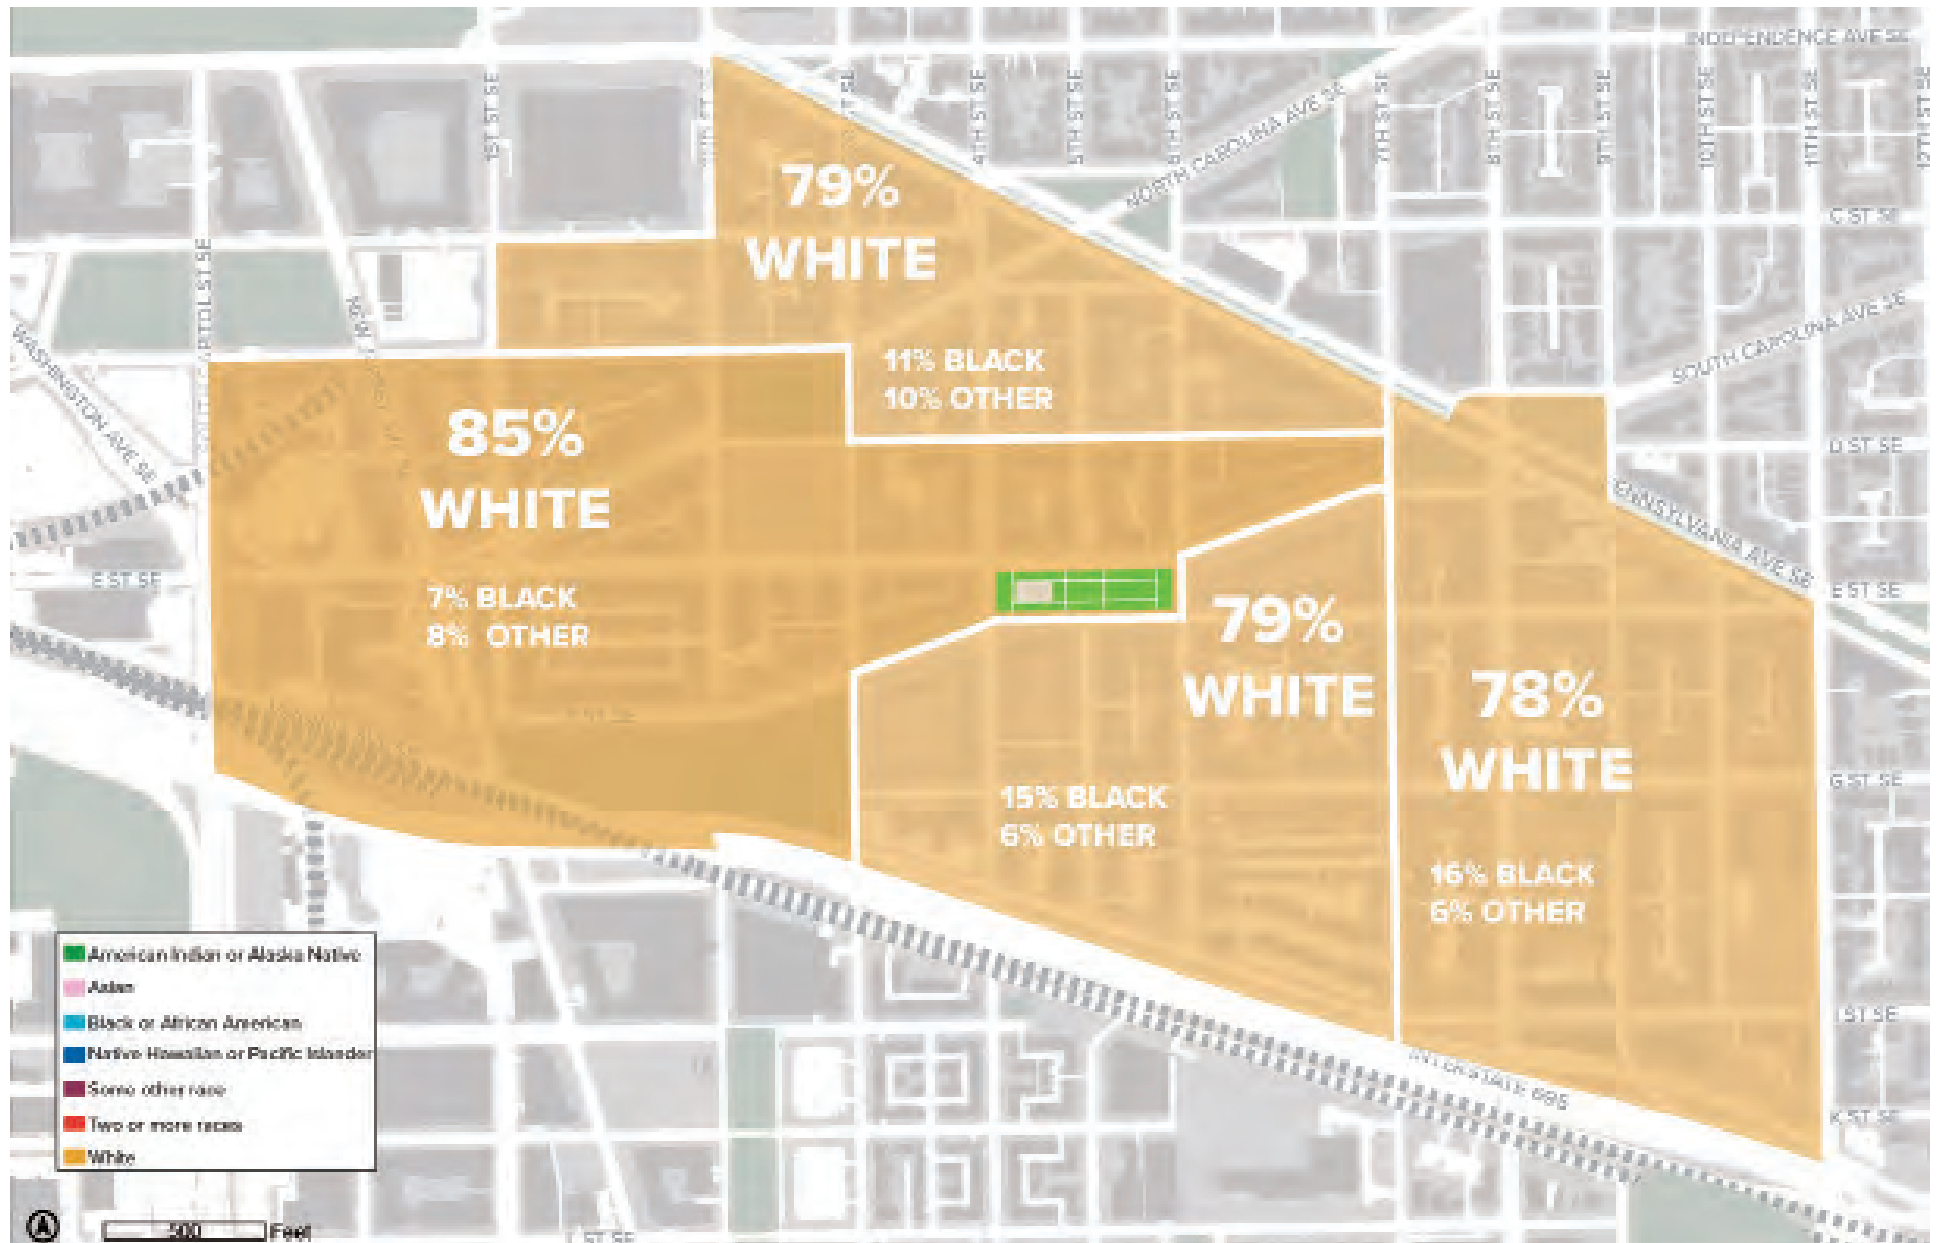 INDEPENDENCE AVE SE
1ST ST SE
4TH ST SE
5TH ST SE
6TH ST SE
7TH ST SE
8TH ST SE
9TH ST SE
10TH ST SE
11TH ST SE
12TH ST SE
NORTH CAROLINA AVE SE
C ST SE
79%
WHITE
11% BLACK
10% OTHER
SOUTH CAROLINA AVE SE
WASHINGTON AVE SE
D ST SE
85%
WHITE
7% BLACK
8% OTHER
PENNSYLVANIA AVE SE
E ST SE
E ST SE
79%
WHITE
15% BLACK
6% OTHER
78%
WHITE
16% BLACK
6% OTHER
G ST SE
I ST SE
INTERSTATE 695
K ST SE
American Indian or Alaska Native
Asian
Black or African American
Native Hawaiian or Pacific Islander
Some other race
Two or more races
White
500 Feet
L ST SE